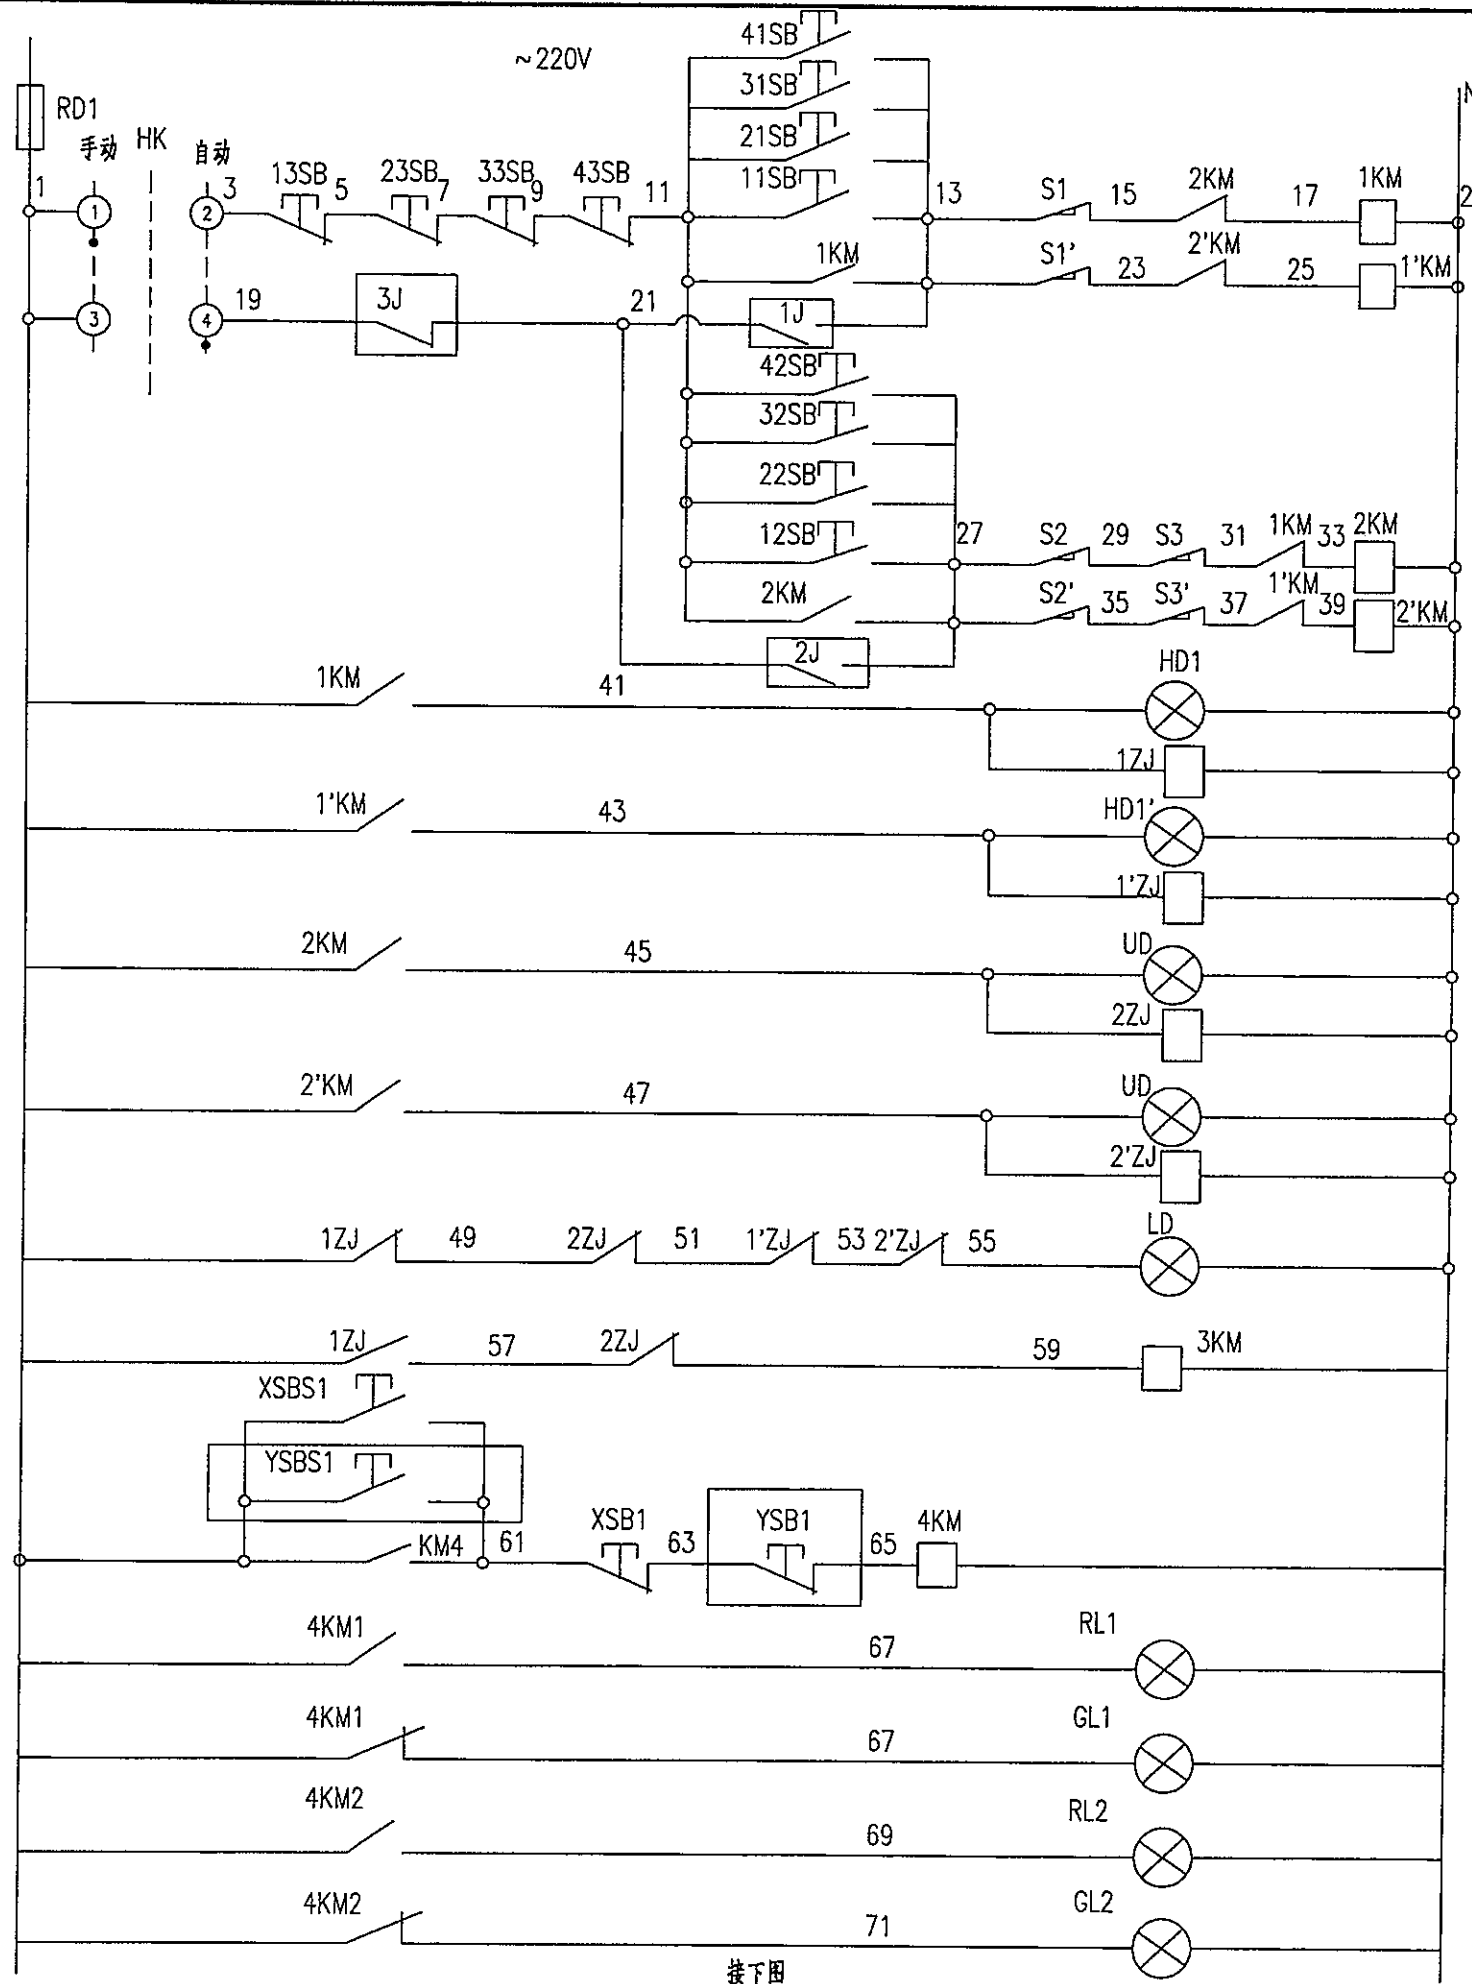 41SB
~220V
31SB
RD1
21SB
手动 HK 自动
11SB
1 1 2 3 13SB 5 23SB 7 33SB 9 43SB 11
13 S1 15 2KM 17 1KM 2
1KM S1' 23 2'KM 25 1'KM
3 4 19 3J 21 1J
42SB
32SB
22SB
12SB 27 S2 29 S3 31 1KM 33 2KM
2KM S2' 35 S3' 37 1'KM 39 2'KM
2J
1KM 41 HD1
1ZJ
1'KM 43 HD1'
1'ZJ
2KM 45 UD
2ZJ
2'KM 47 UD
2'ZJ
1ZJ 49 2ZJ 51 1'ZJ 53 2'ZJ 55 LD
1ZJ 57 2ZJ 59 3KM
XSBS1
YSBS1
KM4 61 XSB1 63 YSB1 65 4KM
4KM1 67 RL1
4KM1 67 GL1
4KM2 69 RL2
4KM2 71 GL2
接下图